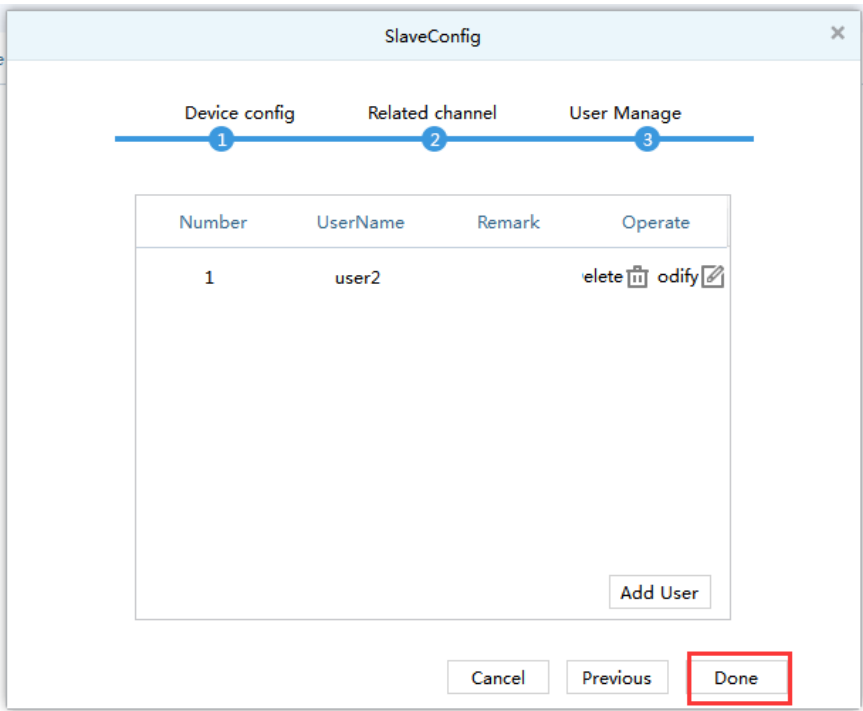 SlaveConfig
Device config Related channel User Manage
1 2 3
Number UserName Remark Operate
1 user2 elete odify
Add User
Cancel Previous Done